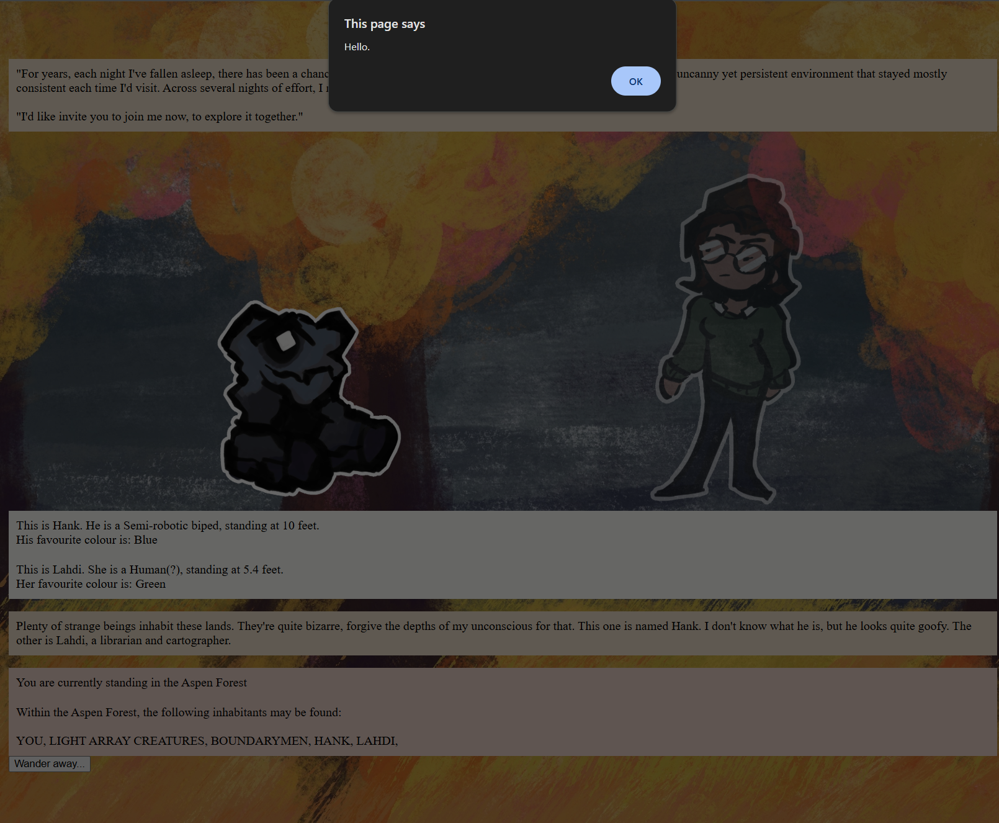 This page says
Hello.
OK
"For years, each night I've fallen asleep, there has been a chanc uncanny yet persistent environment that stayed mostly
consistent each time I'd visit. Across several nights of effort, I
"I'd like invite you to join me now, to explore it together."
This is Hank. He is a Semi-robotic biped, standing at 10 feet.
His favourite colour is: Blue
This is Lahdi. She is a Human(?), standing at 5.4 feet.
Her favourite colour is: Green
Plenty of strange beings inhabit these lands. They're quite bizarre, forgive the depths of my unconscious for that. This one is named Hank. I don't know what he is, but he looks quite goofy. The
other is Lahdi, a librarian and cartographer.
You are currently standing in the Aspen Forest
Within the Aspen Forest, the following inhabitants may be found:
YOU, LIGHT ARRAY CREATURES, BOUNDARYMEN, HANK, LAHDI,
Wander away...